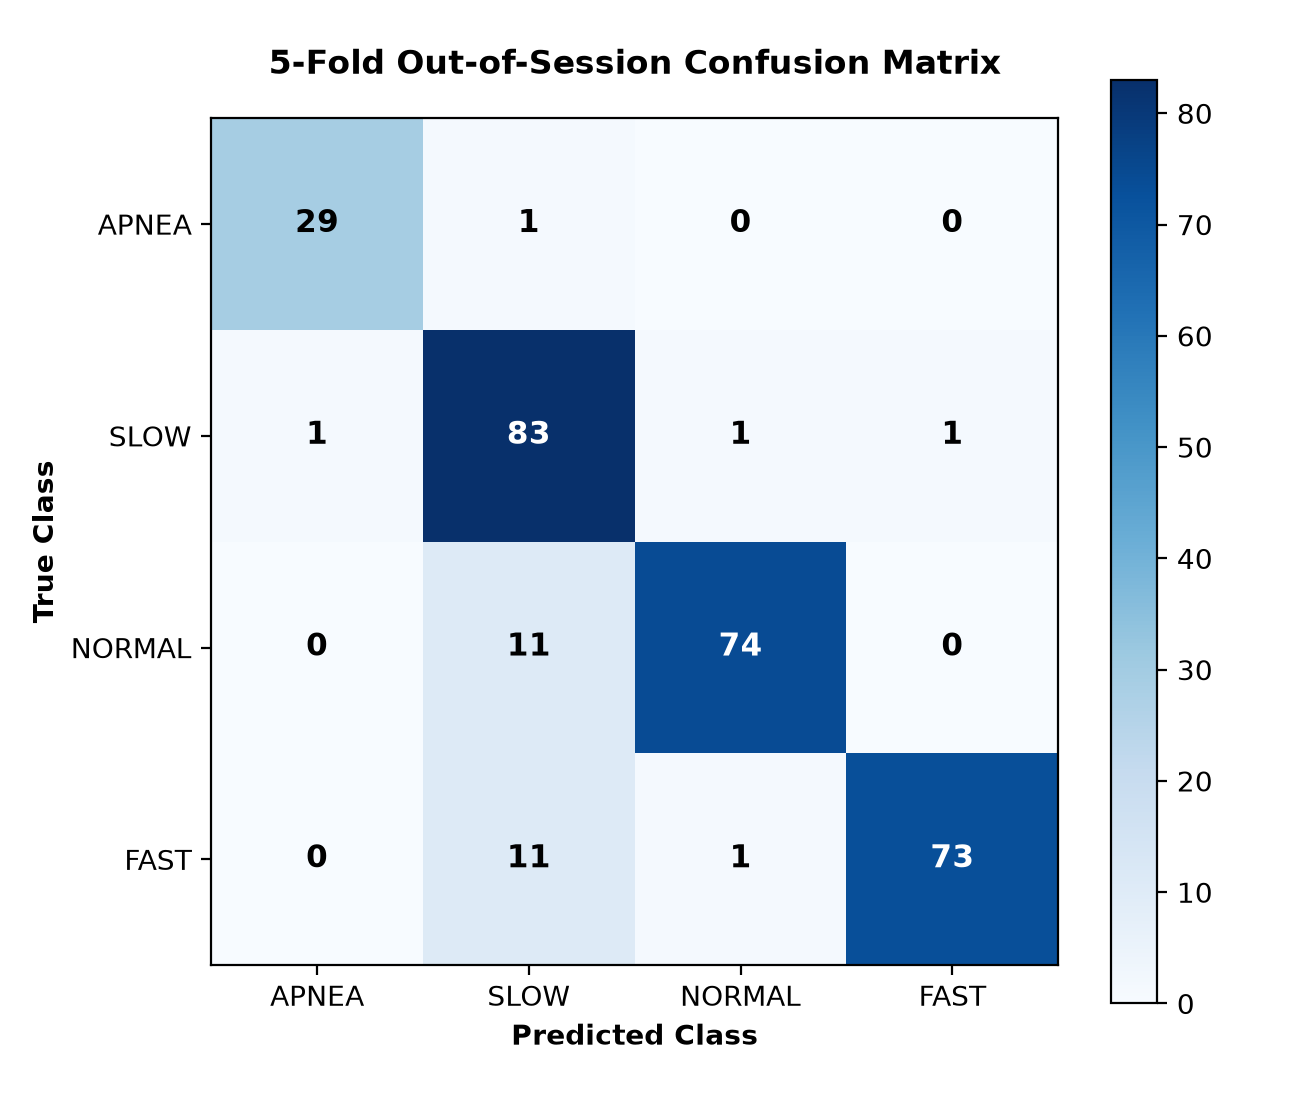 5-Fold Out-of-Session Confusion Matrix
80
70
60
50
40
30
20
10
0
True Class
APNEA 29 1 0 0
SLOW 1 83 1 1
NORMAL 0 11 74 0
FAST 0 11 1 73
APNEA SLOW NORMAL FAST
Predicted Class